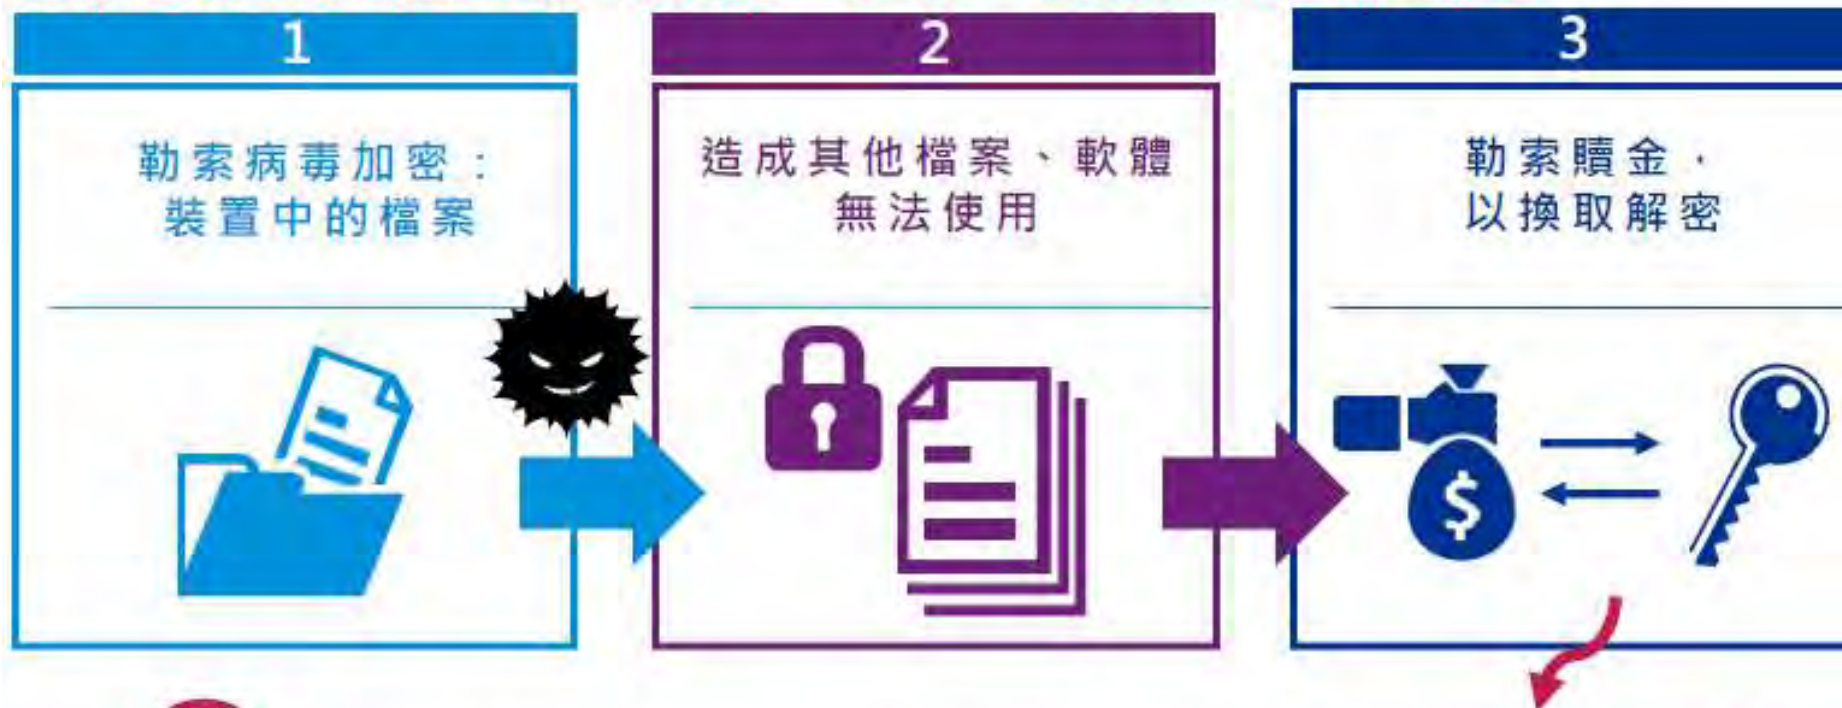 1
勒索病毒加密：
裝置中的檔案
2
造成其他檔案、軟體
無法使用
3
勒索贖金，
以換取解密
$